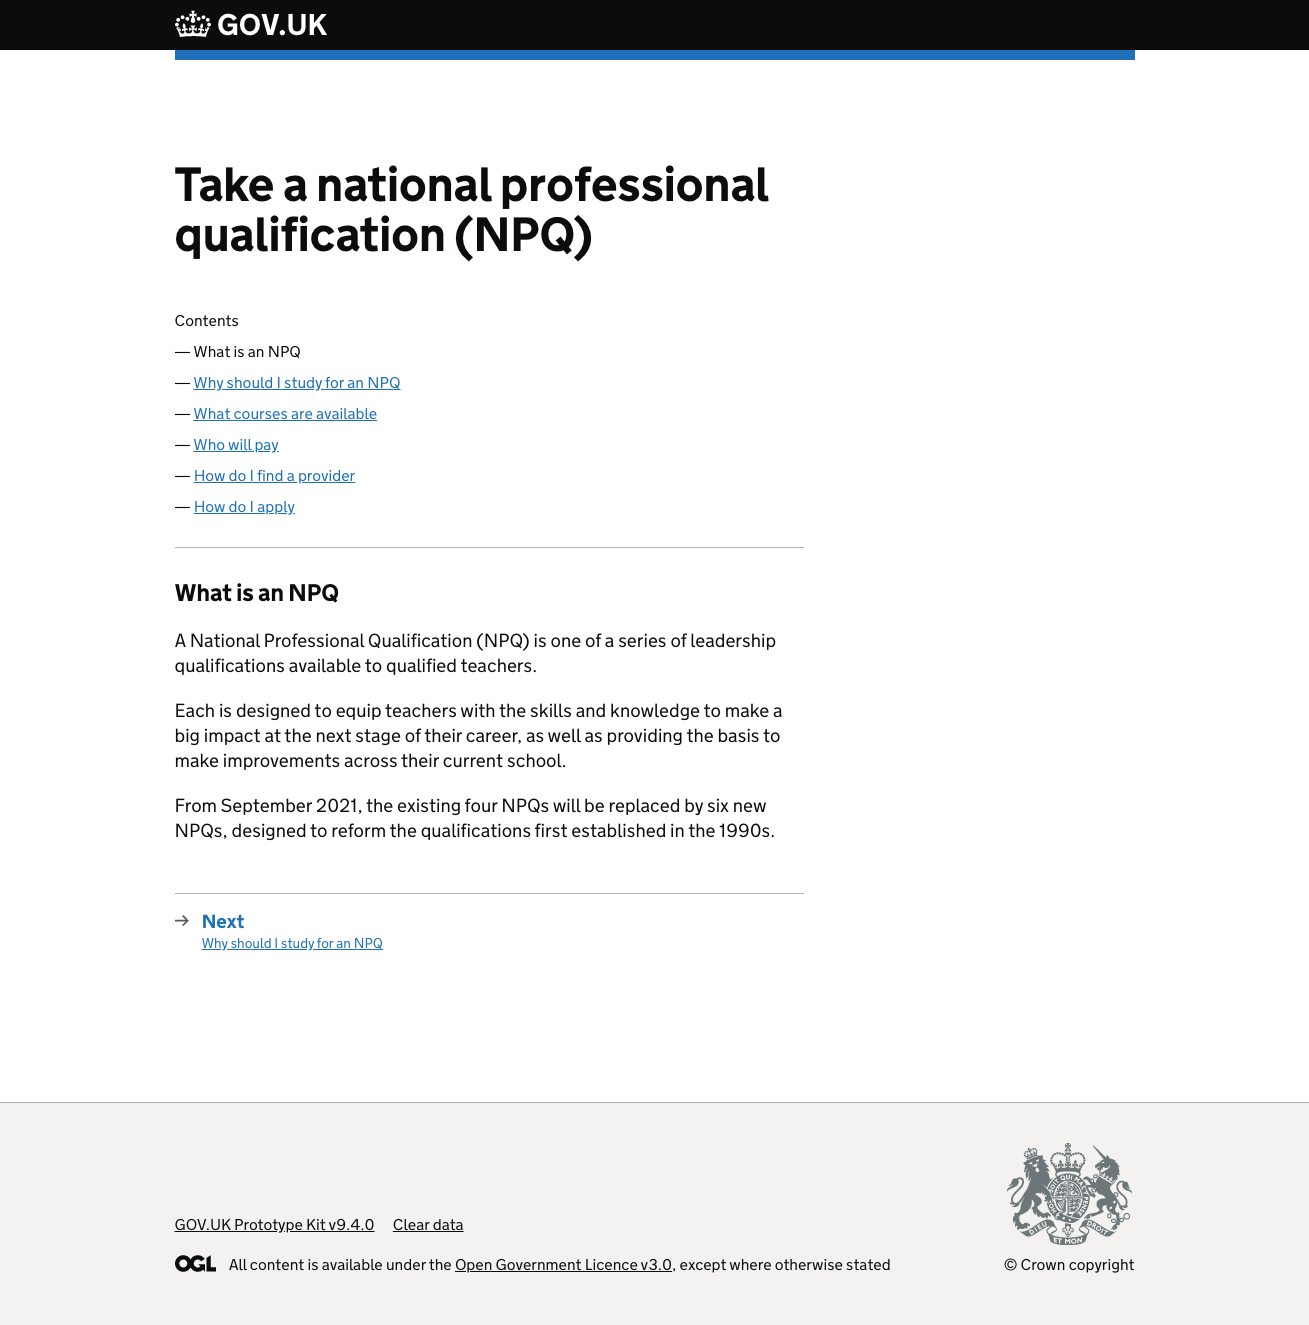 GOV.UK
Take a national professional
qualification (NPQ)
Contents
— What is an NPQ
— Why should I study for an NPQ
— What courses are available
— Who will pay
— How do I find a provider
— How do I apply
What is an NPQ
A National Professional Qualification (NPQ) is one of a series of leadership
qualifications available to qualified teachers.
Each is designed to equip teachers with the skills and knowledge to make a
big impact at the next stage of their career, as well as providing the basis to
make improvements across their current school.
From September 2021, the existing four NPQs will be replaced by six new
NPQs, designed to reform the qualifications first established in the 1990s.
→ Next
Why should I study for an NPQ
GOV.UK Prototype Kit v9.4.0 Clear data
OGL All content is available under the Open Government Licence v3.0, except where otherwise stated
DIEU ET MON DROIT
© Crown copyright